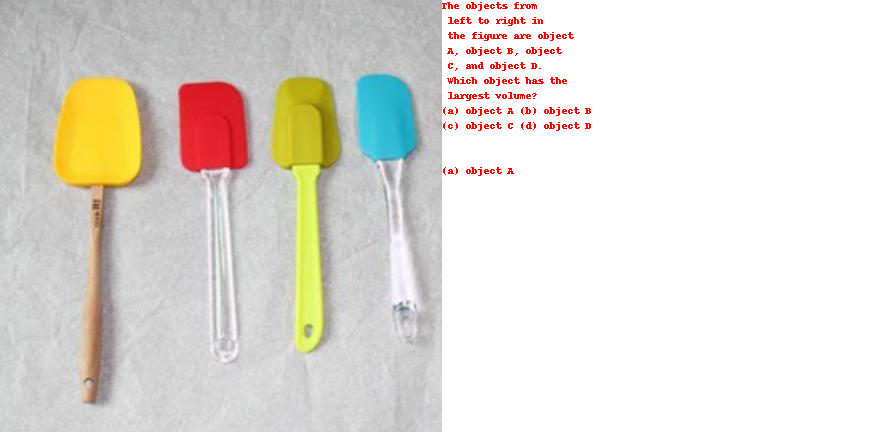 The objects from
left to right in
the figure are object
A, object B, object
C, and object D.
Which object has the
largest volume?
(a) object A (b) object B
(c) object C (d) object D
(a) object A